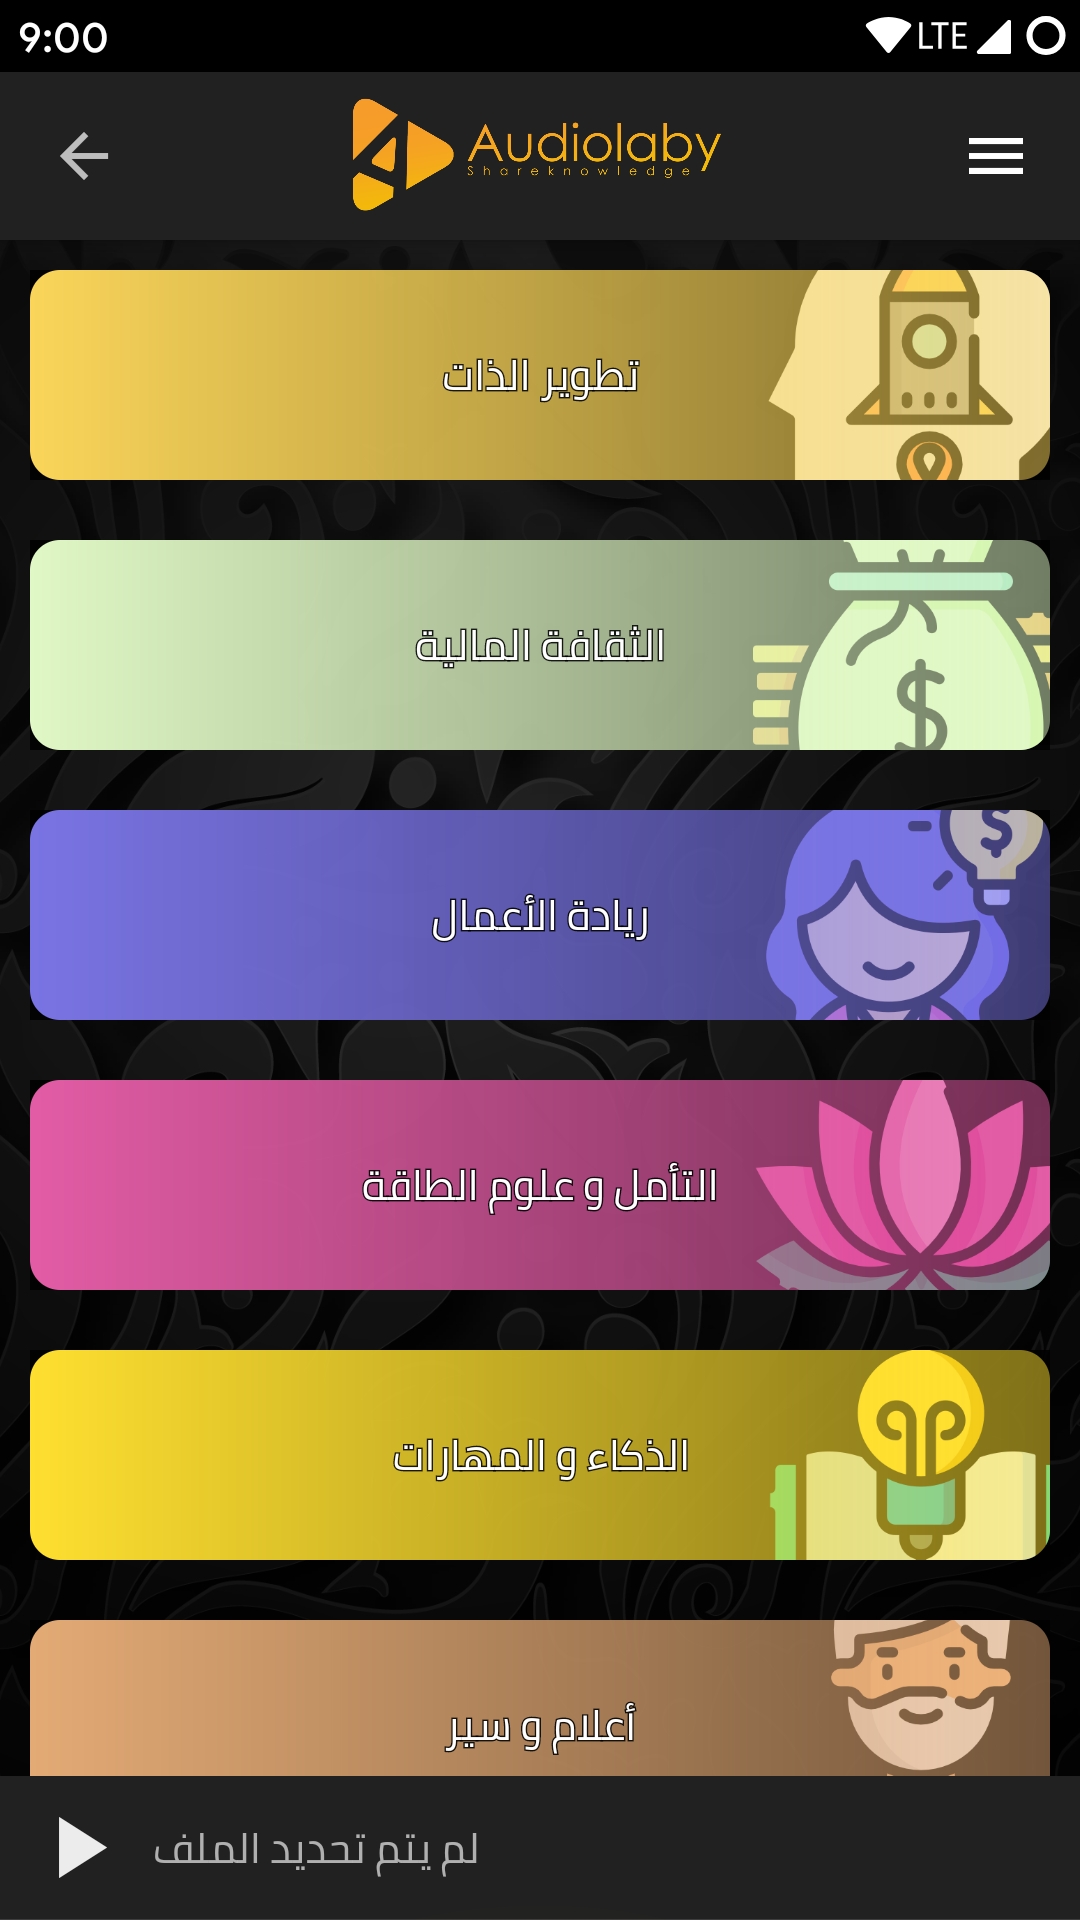 9:00
LTE
Audiolaby
Shareknowledge
تطوير الذات
الثقافة المالية
ريادة الأعمال
التأمل و علوم الطاقة
الذكاء و المهارات
أعلام و سير
لم يتم تحديد الملف